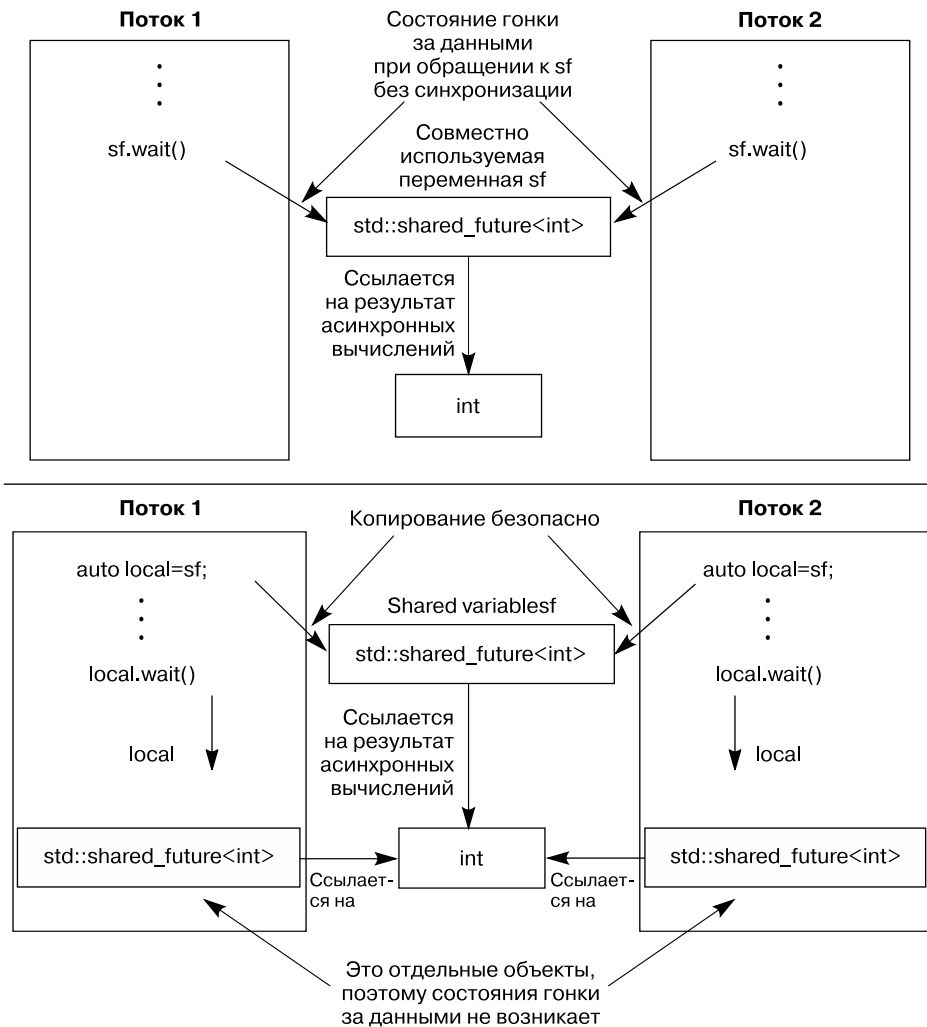 Поток 1
Состояние гонки
за данными
при обращении к sf
без синхронизации
Поток 2
sf.wait()
Совместно
используемая
переменная sf
sf.wait()
std::shared_future<int>
Ссылается
на результат
асинхронных
вычислений
int
Поток 1
Копирование безопасно
Поток 2
auto local=sf;
Shared variablesf
auto local=sf;
local.wait()
std::shared_future<int>
local.wait()
local
Ссылается
на результат
асинхронных
вычислений
local
std::shared_future<int>
Ссылает-
ся на
int
Ссылает-
ся на
std::shared_future<int>
Это отдельные объекты,
поэтому состояния гонки
за данными не возникает